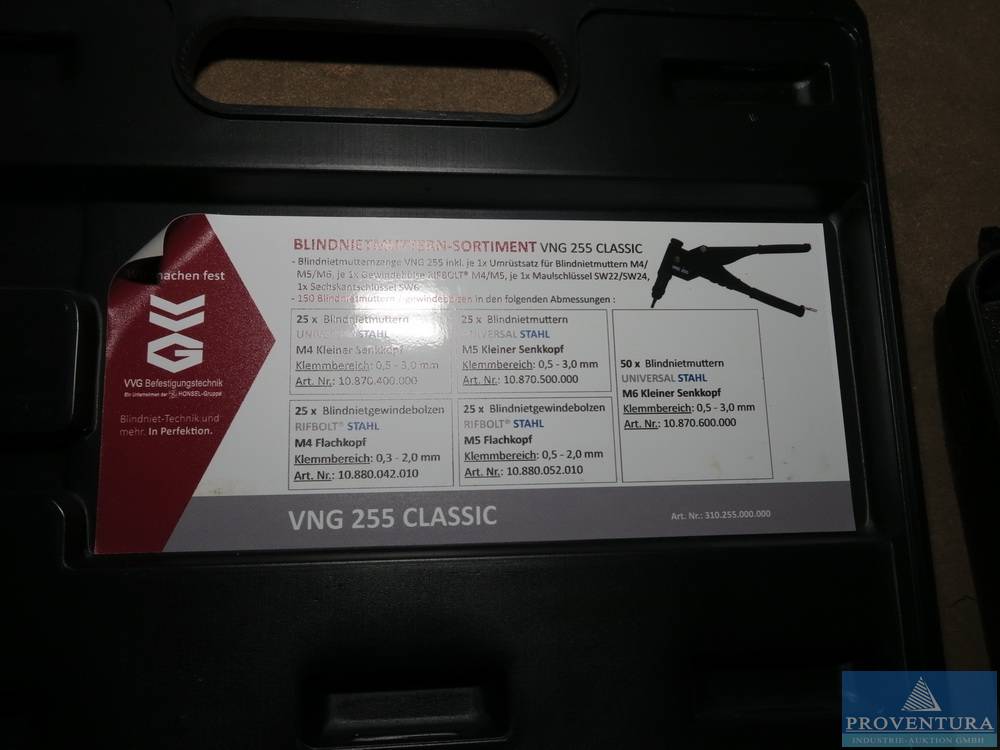 BLINDNIETMUTTERN-SORTIMENT VNG 255 CLASSIC
- Blindnietmutternzange VNG 255 inkl. je 1x Umrüstsatz für Blindnietmuttern M4/
M5/M6, je 1x Gewindehülse RIFBOLT® M4/M5, je 1x Maulschlüssel SW22/SW24,
1x Sechskantschlüssel SW6
- 150 Blindnietmuttern / gewindebolzen in den folgenden Abmessungen :
machen fest
VVG Befestigungstechnik
Ein Unternehmen der HONSEL-Gruppe
Blindniet-Technik und
mehr. In Perfektion.
25 x Blindnietmuttern
UNIVERSAL STAHL
M4 Kleiner Senkkopf
Klemmbereich: 0,5 - 3,0 mm
Art. Nr.: 10.870.400.000
25 x Blindnietmuttern
UNIVERSAL STAHL
M5 Kleiner Senkkopf
Klemmbereich: 0,5 - 3,0 mm
Art. Nr.: 10.870.500.000
50 x Blindnietmuttern
UNIVERSAL STAHL
M6 Kleiner Senkkopf
Klemmbereich: 0,5 - 3,0 mm
Art. Nr.: 10.870.600.000
25 x Blindnietgewindebolzen
RIFBOLT® STAHL
M4 Flachkopf
Klemmbereich: 0,3 - 2,0 mm
Art. Nr.: 10.880.042.010
25 x Blindnietgewindebolzen
RIFBOLT® STAHL
M5 Flachkopf
Klemmbereich: 0,5 - 2,0 mm
Art. Nr.: 10.880.052.010
VNG 255 CLASSIC
Art. Nr.: 310.255.000.000
PROVENTURA
INDUSTRIE-AUKTION GMBH